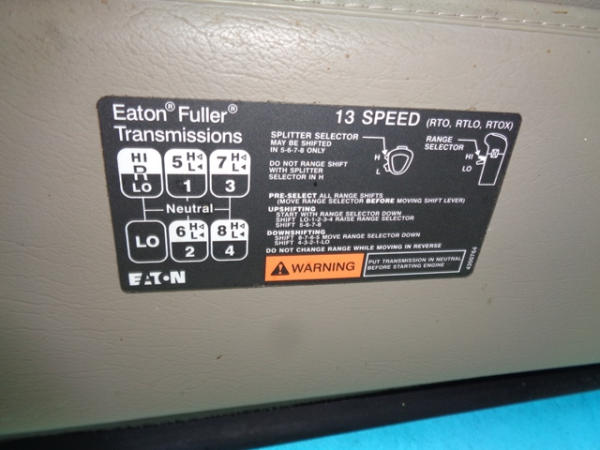 Eaton® Fuller®
Transmissions
13 SPEED (RTO, RTLO, RTOX)
HI
R
LO
5 H
L
1
7 H
L
3
Neutral
LO
6 H
L
2
8 H
L
4
EATON
SPLITTER SELECTOR
MAY BE SHIFTED
IN 5-6-7-8 ONLY
DO NOT RANGE SHIFT
WITH SPLITTER
SELECTOR IN H
H
L
RANGE
SELECTOR
HI
LO
PRE-SELECT ALL RANGE SHIFTS
(MOVE RANGE SELECTOR BEFORE MOVING SHIFT LEVER)
UPSHIFTING
START WITH RANGE SELECTOR DOWN
SHIFT LO-1-2-3-4 RAISE RANGE SELECTOR
SHIFT 5-6-7-8
DOWNSHIFTING
SHIFT 8-7-6-5 MOVE RANGE SELECTOR DOWN
SHIFT 4-3-2-1-LO
DO NOT CHANGE RANGE WHILE MOVING IN REVERSE
WARNING
PUT TRANSMISSION IN NEUTRAL
BEFORE STARTING ENGINE